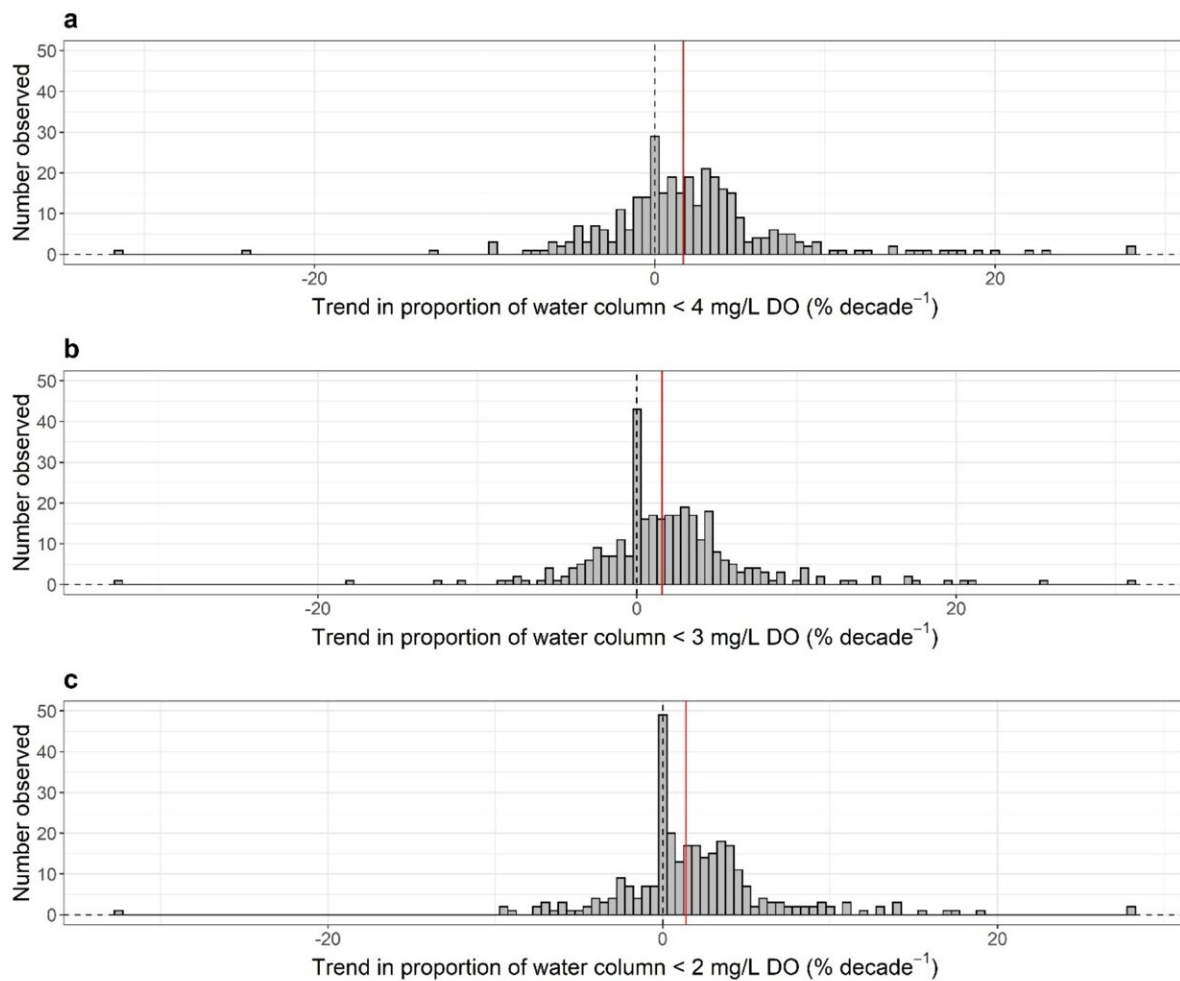 a
50
40
30
20
10
0
Number observed
-20 0 20
Trend in proportion of water column < 4 mg/L DO (% decade⁻¹)
b
50
40
30
20
10
0
Number observed
-20 0 20
Trend in proportion of water column < 3 mg/L DO (% decade⁻¹)
c
50
40
30
20
10
0
Number observed
-20 0 20
Trend in proportion of water column < 2 mg/L DO (% decade⁻¹)